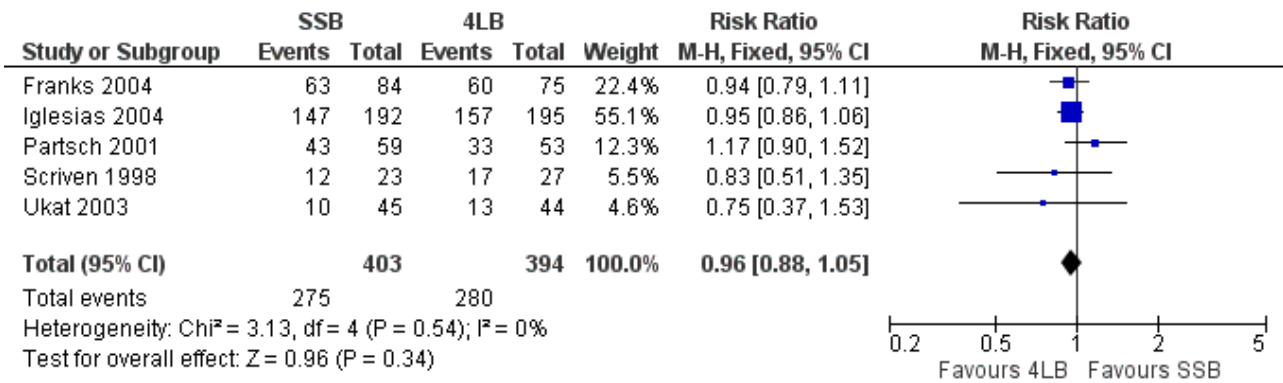 SSB 4LB Risk Ratio Risk Ratio
Study or Subgroup Events Total Events Total Weight M-H, Fixed, 95% CI M-H, Fixed, 95% CI
Franks 2004 63 84 60 75 22.4% 0.94 [0.79, 1.11]
Iglesias 2004 147 192 157 195 55.1% 0.95 [0.86, 1.06]
Partsch 2001 43 59 33 53 12.3% 1.17 [0.90, 1.52]
Scriven 1998 12 23 17 27 5.5% 0.83 [0.51, 1.35]
Ukat 2003 10 45 13 44 4.6% 0.75 [0.37, 1.53]
Total (95% CI) 403 394 100.0% 0.96 [0.88, 1.05]
Total events 275 280
Heterogeneity: Chi² = 3.13, df = 4 (P = 0.54); I² = 0%
Test for overall effect: Z = 0.96 (P = 0.34)
0.2 0.5 1 2 5
Favours 4LB Favours SSB